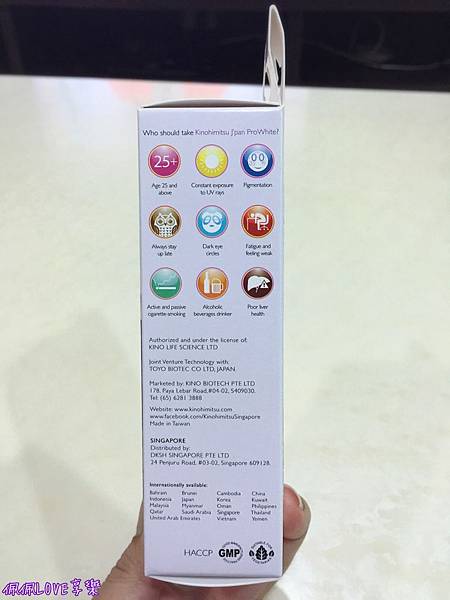 Who should take Kinohimitsu J'pan ProWhite?
25+
Age 25 and above
Constant exposure to UV rays
Pigmentation
Always stay up late
Dark eye circles
Fatigue and feeling weak
Active and passive cigarette smoking
Alcoholic beverages drinker
Poor liver health
Authorized and under the license of:
KINO LIFE SCIENCE LTD
Joint Venture Technology with:
TOYO BIOTEC CO LTD, JAPAN.
Marketed by: KINO BIOTECH PTE LTD
178, Paya Lebar Road,#04-02, S409030.
Tel: (65) 6281 3888
Website: www.kinohimitsu.com
www.facebook.com/KinohimitsuSingapore
Made in Taiwan
SINGAPORE
Distributed by:
DKSH SINGAPORE PTE LTD
24 Penjuru Road, #03-02, Singapore 609128.
Internationally available:
Bahrain Brunei Cambodia China
Indonesia Japan Korea Kuwait
Malaysia Myanmar Oman Philippines
Qatar Saudi Arabia Singapore Thailand
United Arab Emirates Vietnam Yemen
HACCP GMP
佩佩LOVE享樂